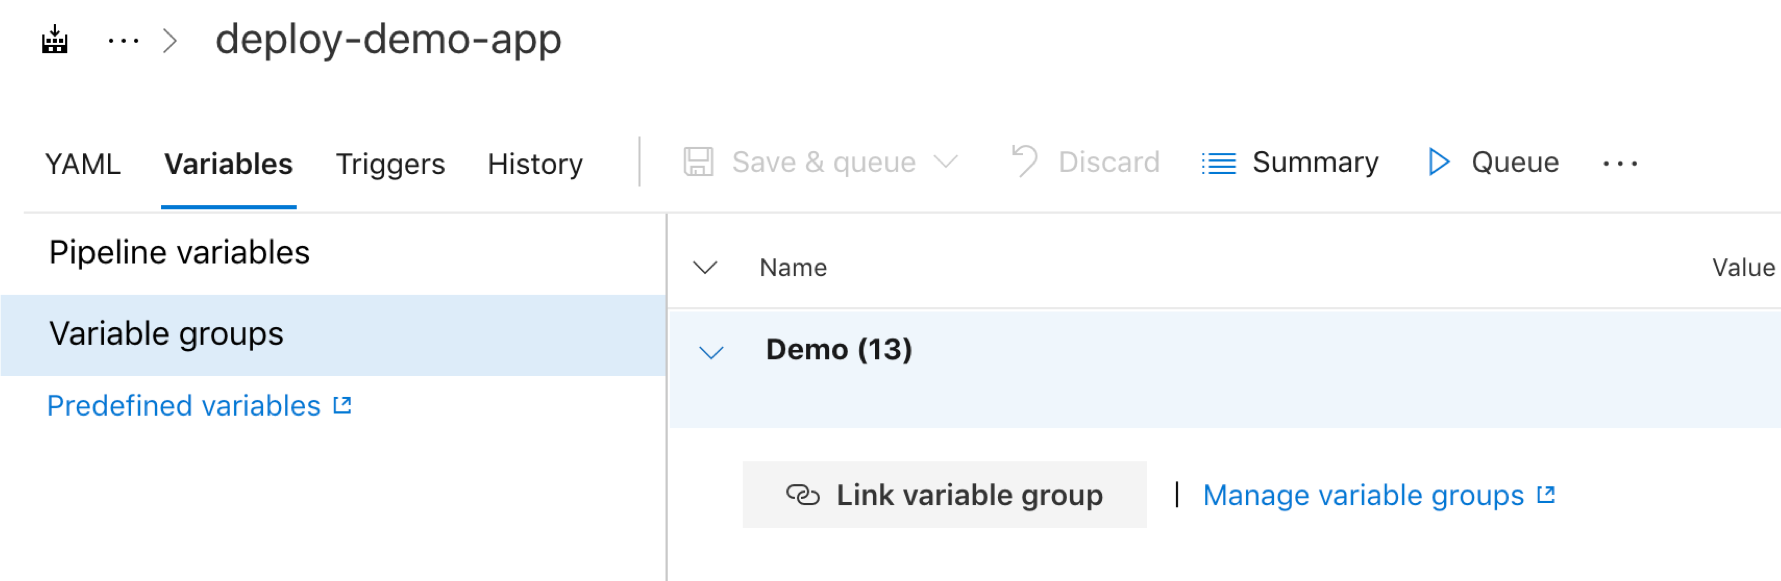 deploy-demo-app
YAML Variables Triggers History Save & queue Discard Summary Queue
Pipeline variables
Variable groups
Predefined variables
Name Value
Demo (13)
Link variable group | Manage variable groups